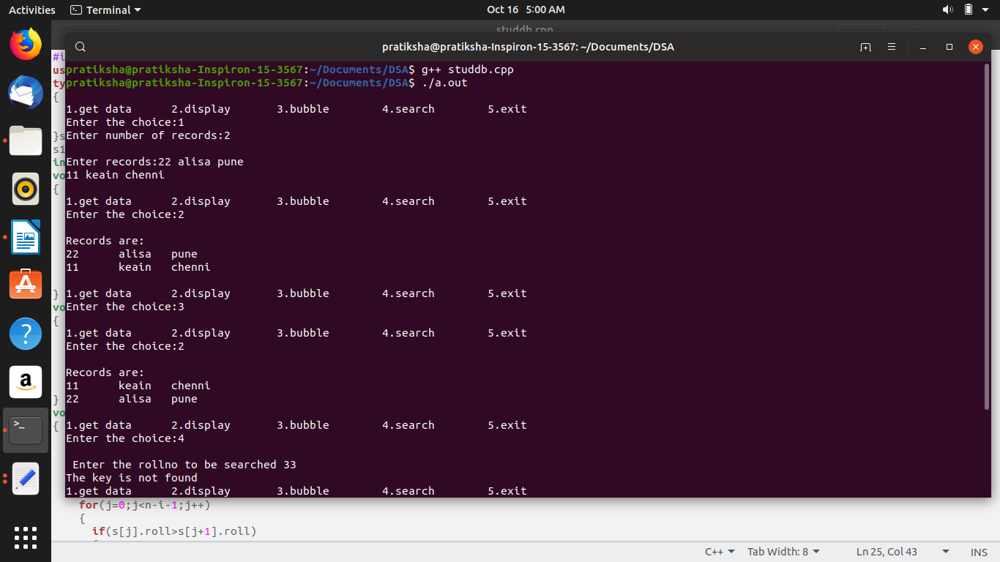 Activities Terminal Oct 16 5:00 AM
studdb.cpp
pratiksha@pratiksha-Inspiron-15-3567: ~/Documents/DSA
#i
us
ty
{
}s
s1
in
vo
{
}
vo
{
}
vo
{
pratiksha@pratiksha-Inspiron-15-3567:~/Documents/DSA$ g++ studdb.cpp
pratiksha@pratiksha-Inspiron-15-3567:~/Documents/DSA$ ./a.out
1.get data 2.display 3.bubble 4.search 5.exit
Enter the choice:1
Enter number of records:2
Enter records:22 alisa pune
11 keain chenni
1.get data 2.display 3.bubble 4.search 5.exit
Enter the choice:2
Records are:
22 alisa pune
11 keain chenni
1.get data 2.display 3.bubble 4.search 5.exit
Enter the choice:3
1.get data 2.display 3.bubble 4.search 5.exit
Enter the choice:2
Records are:
11 keain chenni
22 alisa pune
1.get data 2.display 3.bubble 4.search 5.exit
Enter the choice:4
Enter the rollno to be searched 33
The key is not found
1.get data 2.display 3.bubble 4.search 5.exit
for(j=0;j<n-i-1;j++)
{
if(s[j].roll>s[j+1].roll)
C++ Tab Width: 8 Ln 25, Col 43 INS